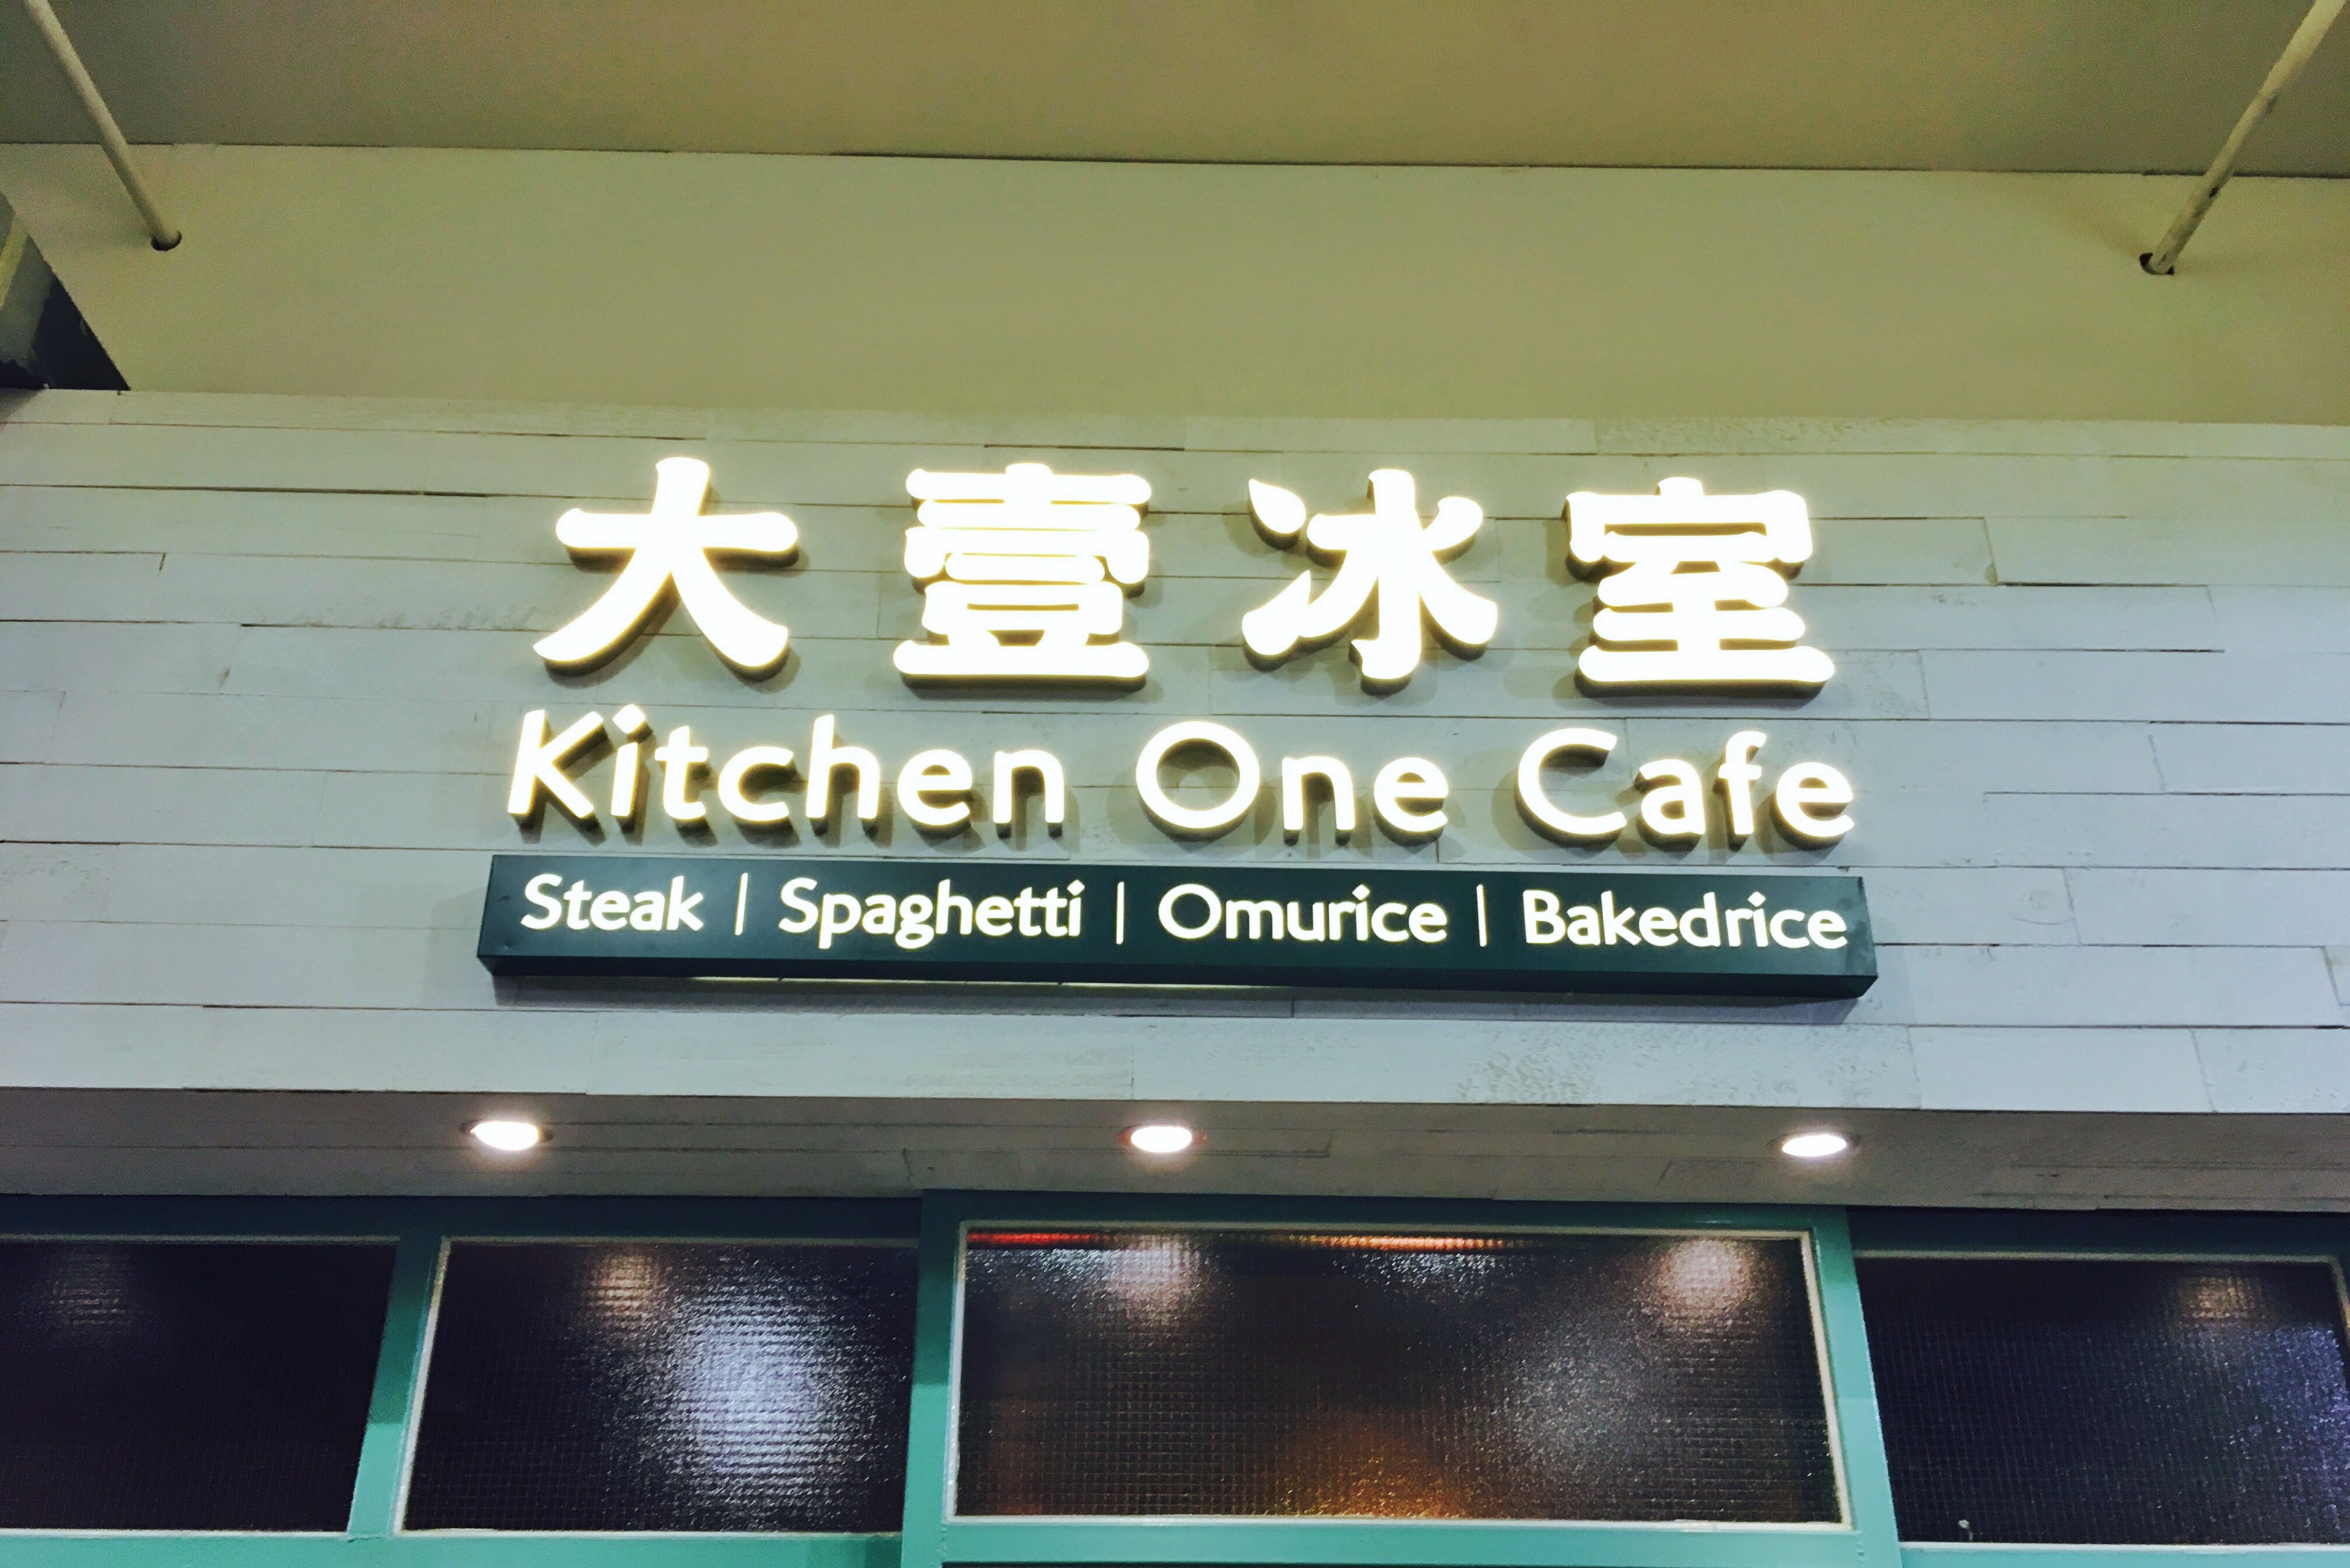 大壹冰室
Kitchen One Cafe
Steak | Spaghetti | Omurice | Bakedrice